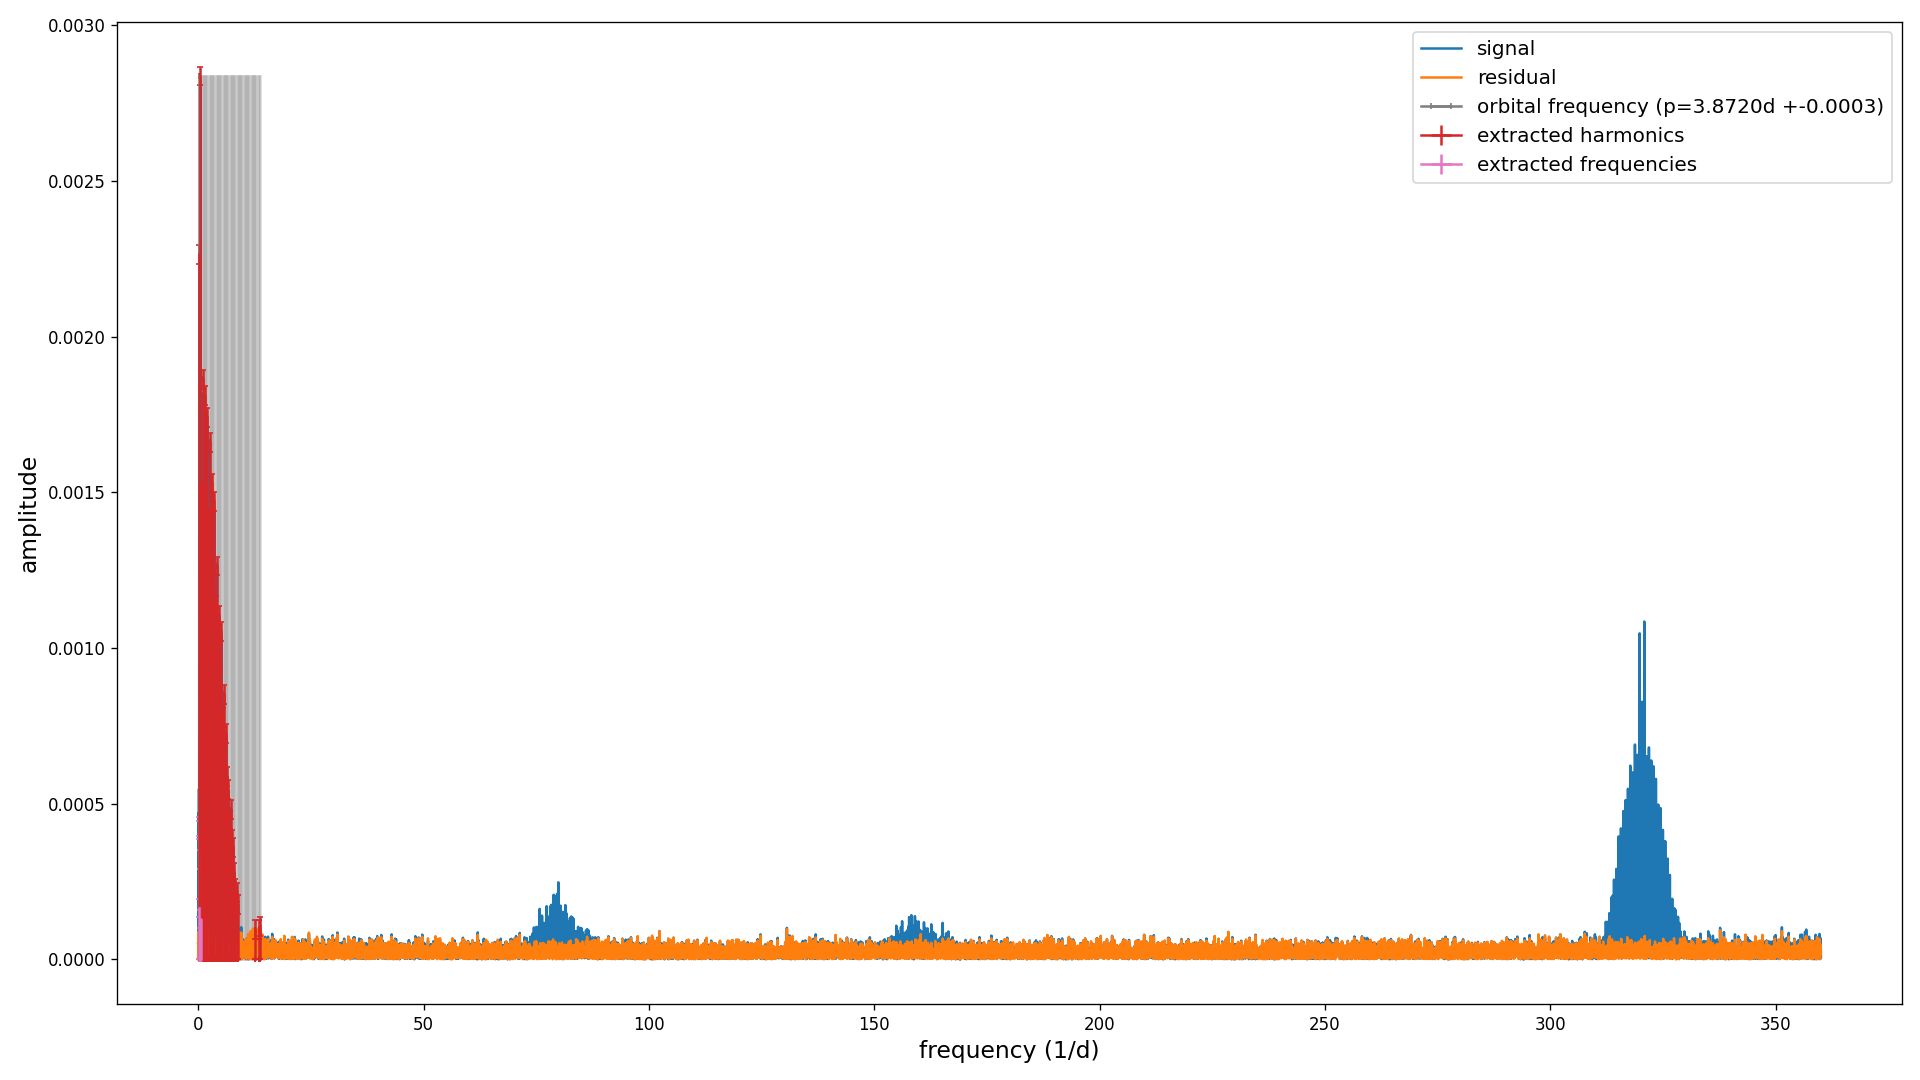 0.0030
0.0025
0.0020
0.0015
0.0010
0.0005
0.0000
amplitude
0 50 100 150 200 250 300 350
frequency (1/d)
signal
residual
orbital frequency (p=3.8720d +-0.0003)
extracted harmonics
extracted frequencies